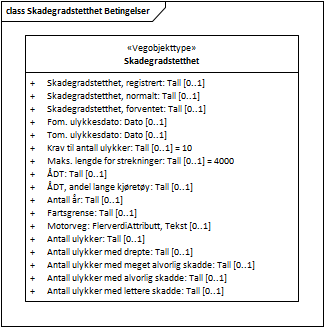 class Skadegradstetthet Betingelser
«Vegobjekttype»
Skadegradstetthet
+ Skadegradstetthet, registrert: Tall [0..1]
+ Skadegradstetthet, normalt: Tall [0..1]
+ Skadegradstetthet, forventet: Tall [0..1]
+ Fom. ulykkesdato: Dato [0..1]
+ Tom. ulykkesdato: Dato [0..1]
+ Krav til antall ulykker: Tall [0..1] = 10
+ Maks. lengde for strekninger: Tall [0..1] = 4000
+ ÅDT: Tall [0..1]
+ ÅDT, andel lange kjøretøy: Tall [0..1]
+ Antall år: Tall [0..1]
+ Fartsgrense: Tall [0..1]
+ Motorveg: FlerverdiAttributt, Tekst [0..1]
+ Antall ulykker: Tall [0..1]
+ Antall ulykker med drepte: Tall [0..1]
+ Antall ulykker med meget alvorlig skadde: Tall [0..1]
+ Antall ulykker med alvorlig skadde: Tall [0..1]
+ Antall ulykker med lettere skadde: Tall [0..1]